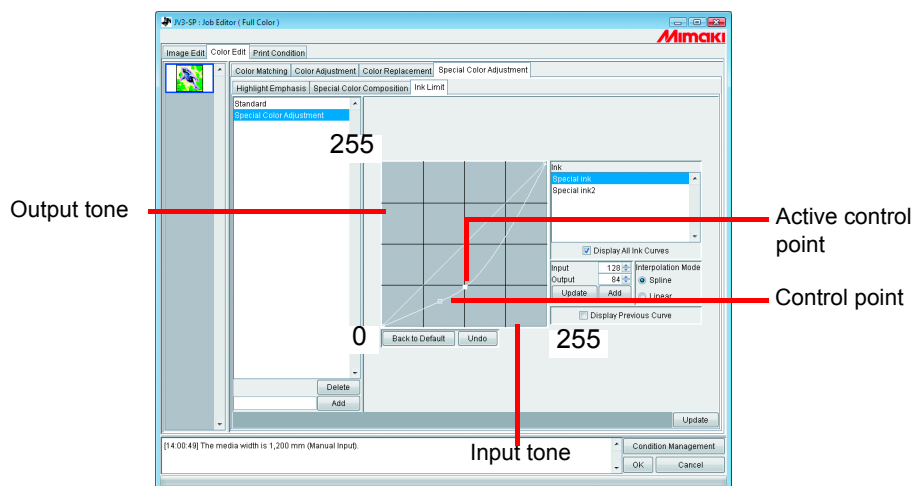 JV3-SP : Job Editor ( Full Color )
Mimaki
Image Edit Color Edit Print Condition
Color Matching Color Adjustment Color Replacement Special Color Adjustment
Highlight Emphasis Special Color Composition Ink Limit
Standard
Special Color Adjustment
255
Ink
Special ink
Special ink2
Output tone
Active control
point
Display All Ink Curves
Input 128 Interpolation Mode
Output 84 Spline
Update Add Linear
Control point
Display Previous Curve
0
255
Back to Default Undo
Delete
Add
Update
[14:00:49] The media width is 1,200 mm (Manual Input).
Input tone
Condition Management
OK Cancel